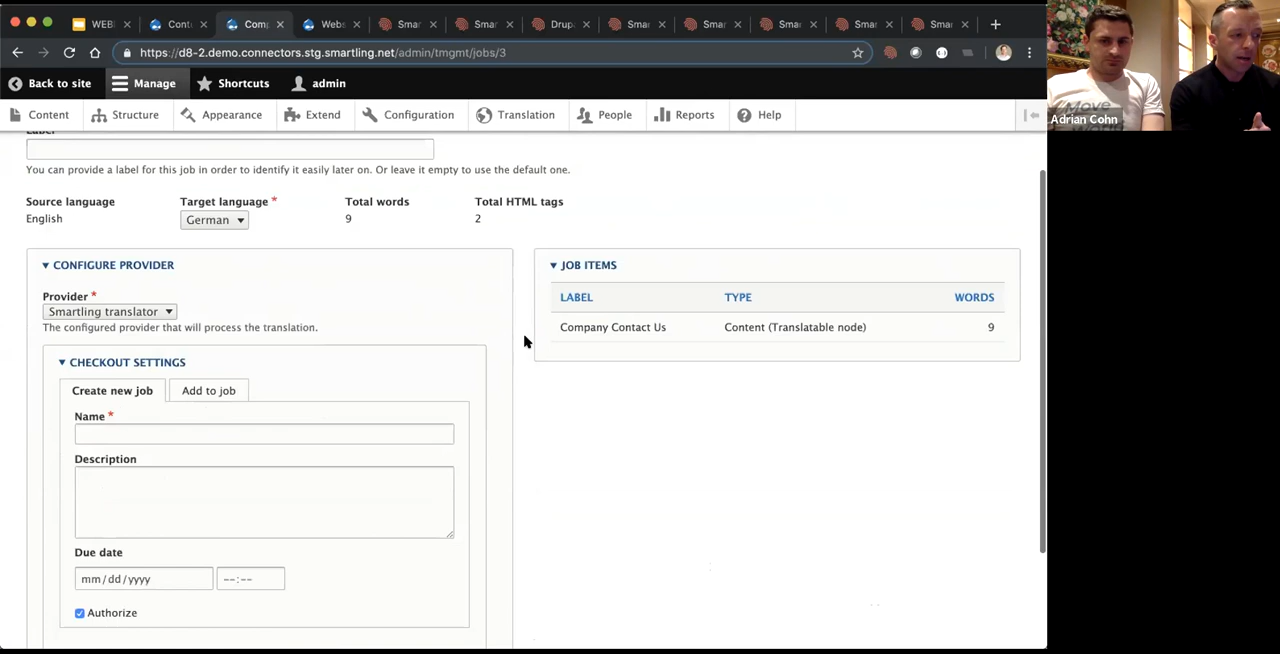 WEBI
Conte
Comp
Webs
Smar
Smar
Drupa
Smar
Smar
Smar
Smar
Smar
https://d8-2.demo.connectors.stg.smartling.net/admin/tmgmt/jobs/3
Back to site
Manage
Shortcuts
admin
Content
Structure
Appearance
Extend
Configuration
Translation
People
Reports
Help
Adrian Cohn
Label
You can provide a label for this job in order to identify it easily later on. Or leave it empty to use the default one.
Source language
English
Target language *
German
Total words
9
Total HTML tags
2
CONFIGURE PROVIDER
Provider *
Smartling translator
The configured provider that will process the translation.
CHECKOUT SETTINGS
Create new job
Add to job
Name *
Description
Due date
mm/dd/yyyy
--:--
Authorize
JOB ITEMS
LABEL TYPE WORDS
Company Contact Us Content (Translatable node) 9